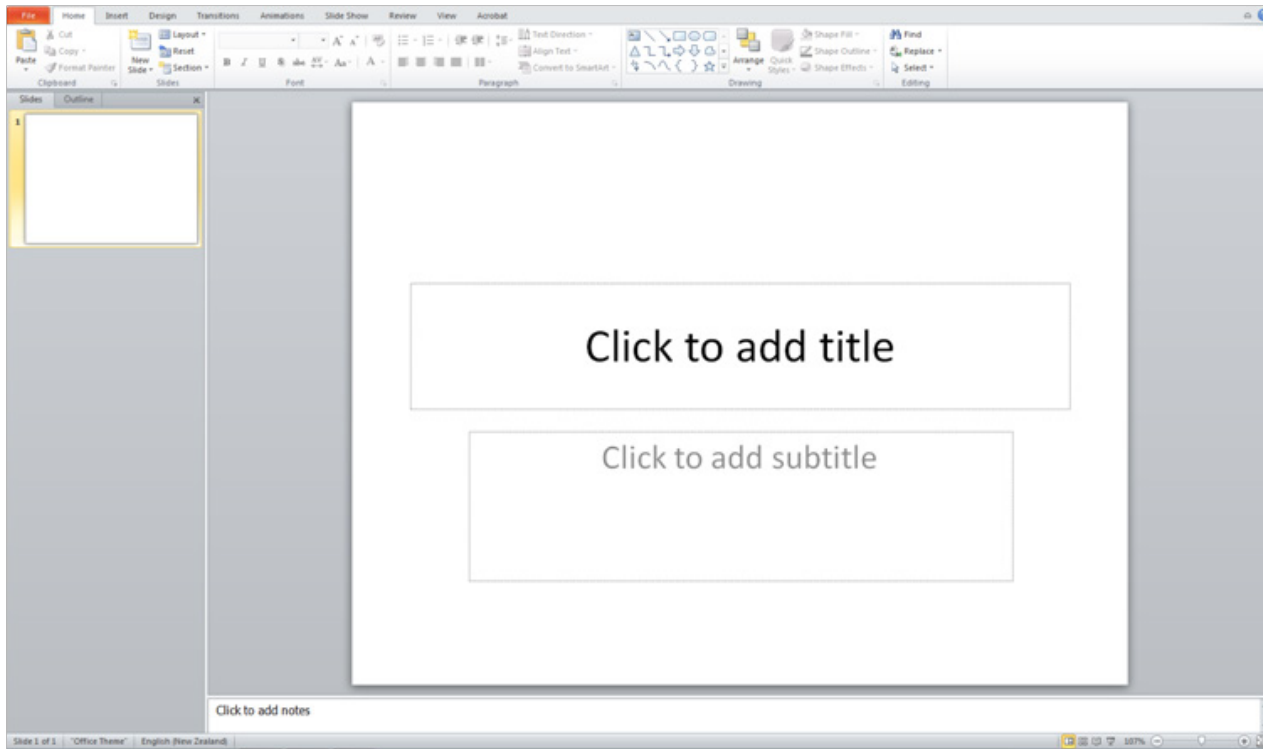 File Home Insert Design Transitions Animations Slide Show Review View Acrobat
Cut
Copy
Format Painter
Paste
Clipboard
New Slide
Layout
Reset
Section
Slides
B I U S abc AV Aa A
Font
Text Direction
Align Text
Convert to SmartArt
Paragraph
Arrange
Quick Styles
Shape Fill
Shape Outline
Shape Effects
Drawing
Find
Replace
Select
Editing
Slides Outline
1
Click to add title
Click to add subtitle
Click to add notes
Slide 1 of 1 "Office Theme" English (New Zealand) 107%